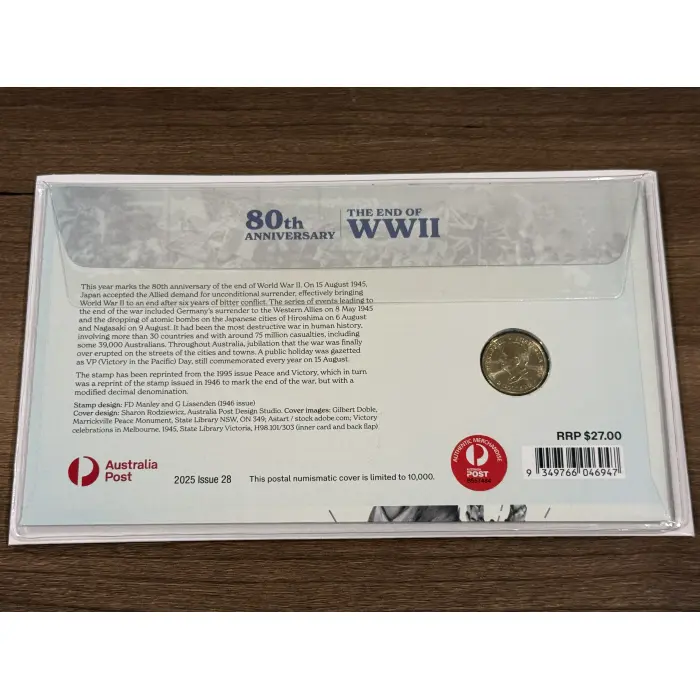 80th
ANNIVERSARY
THE END OF
WWII
This year marks the 80th anniversary of the end of World War II. On 15 August 1945,
Japan accepted the Allied demand for unconditional surrender, effectively bringing
World War II to an end after six years of bitter conflict. The series of events leading to
the end of the war included Germany's surrender to the Western Allies on 8 May 1945
and the dropping of atomic bombs on the Japanese cities of Hiroshima on 6 August
and Nagasaki on 9 August. It had been the most destructive war in human history,
involving more than 30 countries and with around 75 million casualties, including
some 39,000 Australians. Throughout Australia, jubilation that the war was finally
over erupted on the streets of the cities and towns. A public holiday was gazetted
as VP (Victory in the Pacific) Day, still commemorated every year on 15 August.
The stamp has been reprinted from the 1995 issue Peace and Victory, which in turn
was a reprint of the stamp issued in 1946 to mark the end of the war, but with a
modified decimal denomination.
Stamp design: FD Manley and G Lissenden (1946 issue)
Cover design: Sharon Rodziewicz, Australia Post Design Studio. Cover images: Gilbert Doble,
Marrickville Peace Monument, State Library NSW, ON 349; Astart / stock.adobe.com; Victory
celebrations in Melbourne, 1945, State Library Victoria, H98.101/303 (inner card and back flap)
Australia
Post
2025 Issue 28
This postal numismatic cover is limited to 10,000.
AUTHENTIC MERCHANDISE
POST
RRP $27.00
9 349766 046947